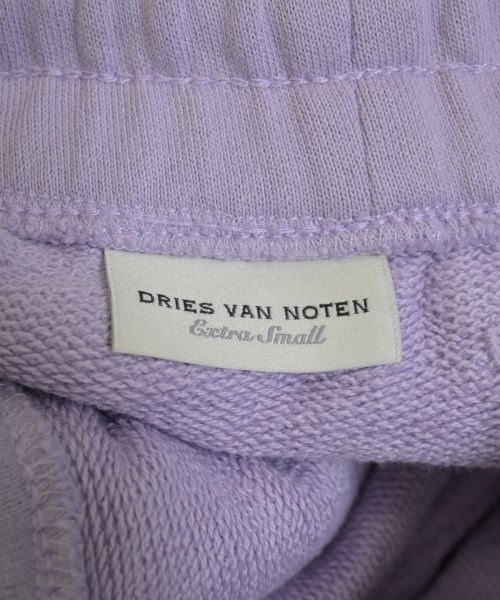 DRIES VAN NOTEN
Extra Small